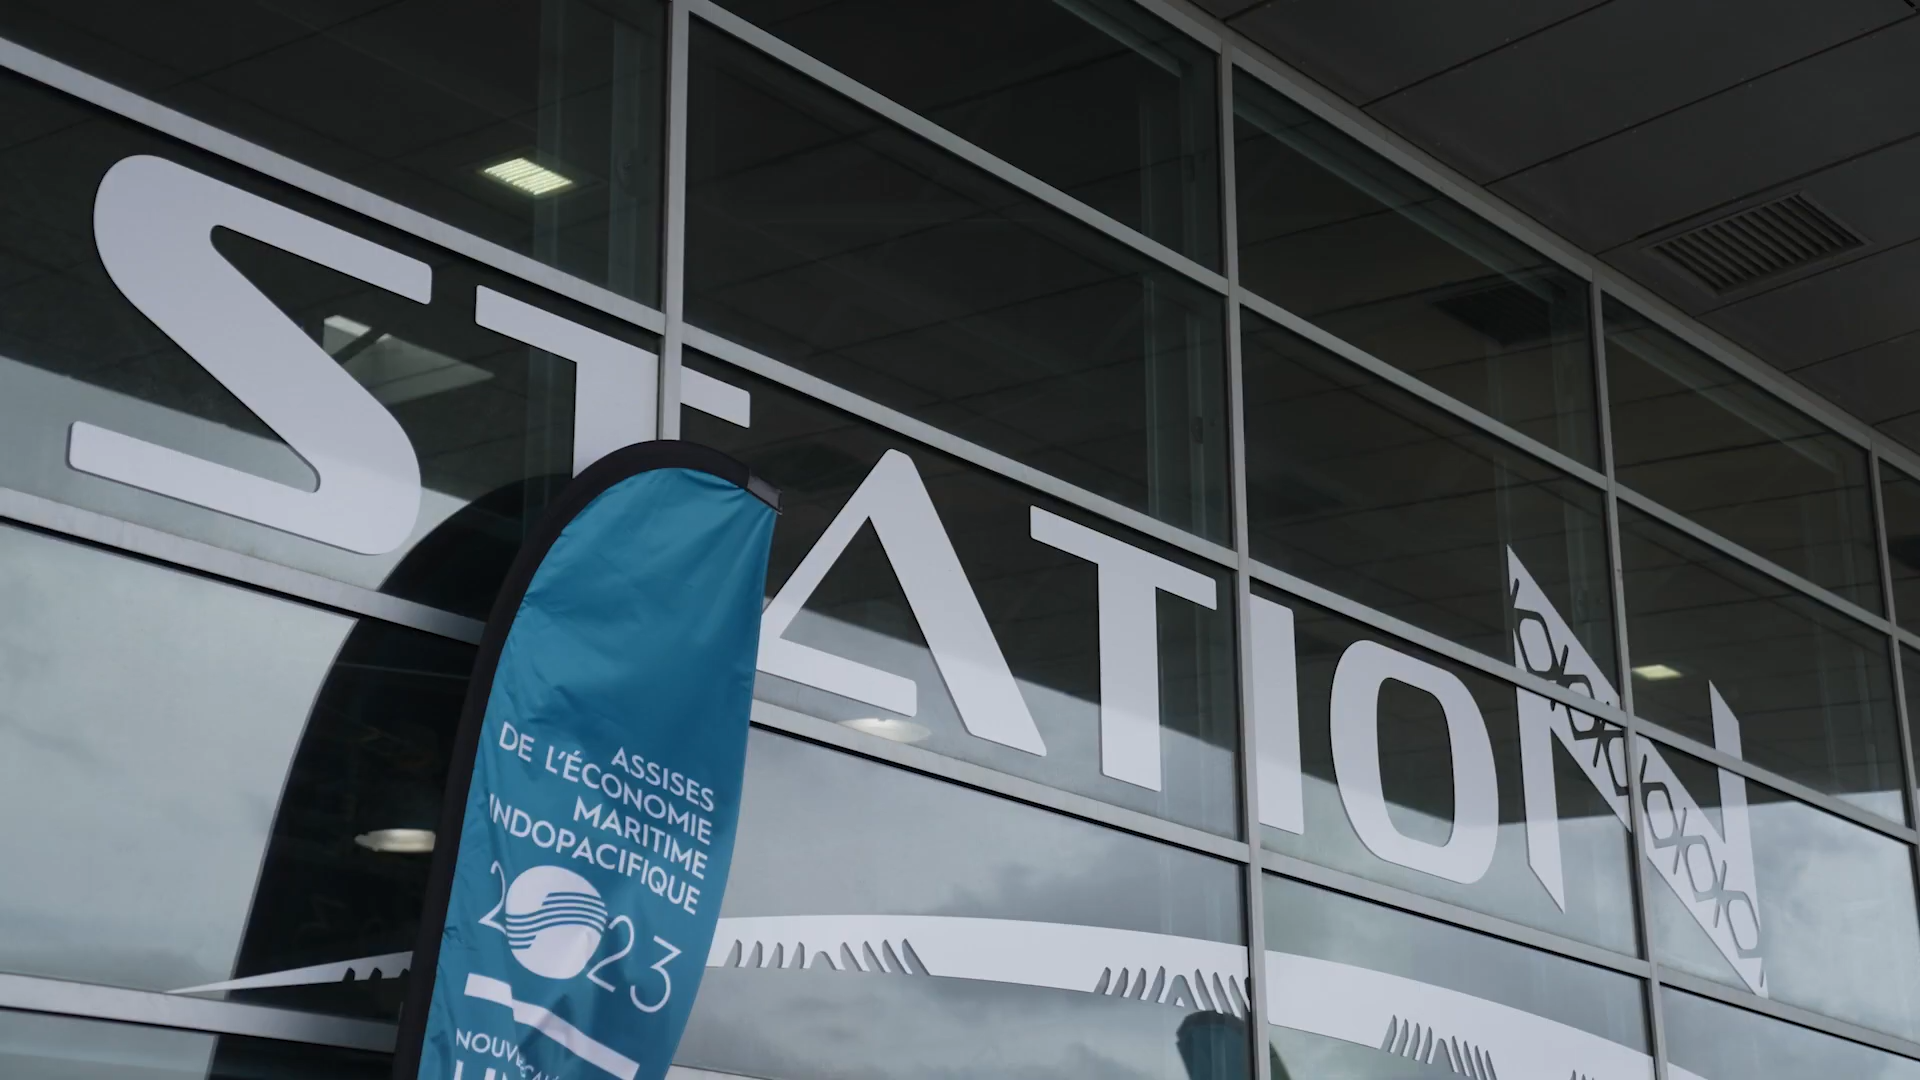 STATION
ASSISES
DE L'ÉCONOMIE
MARITIME
INDOPACIFIQUE
2023